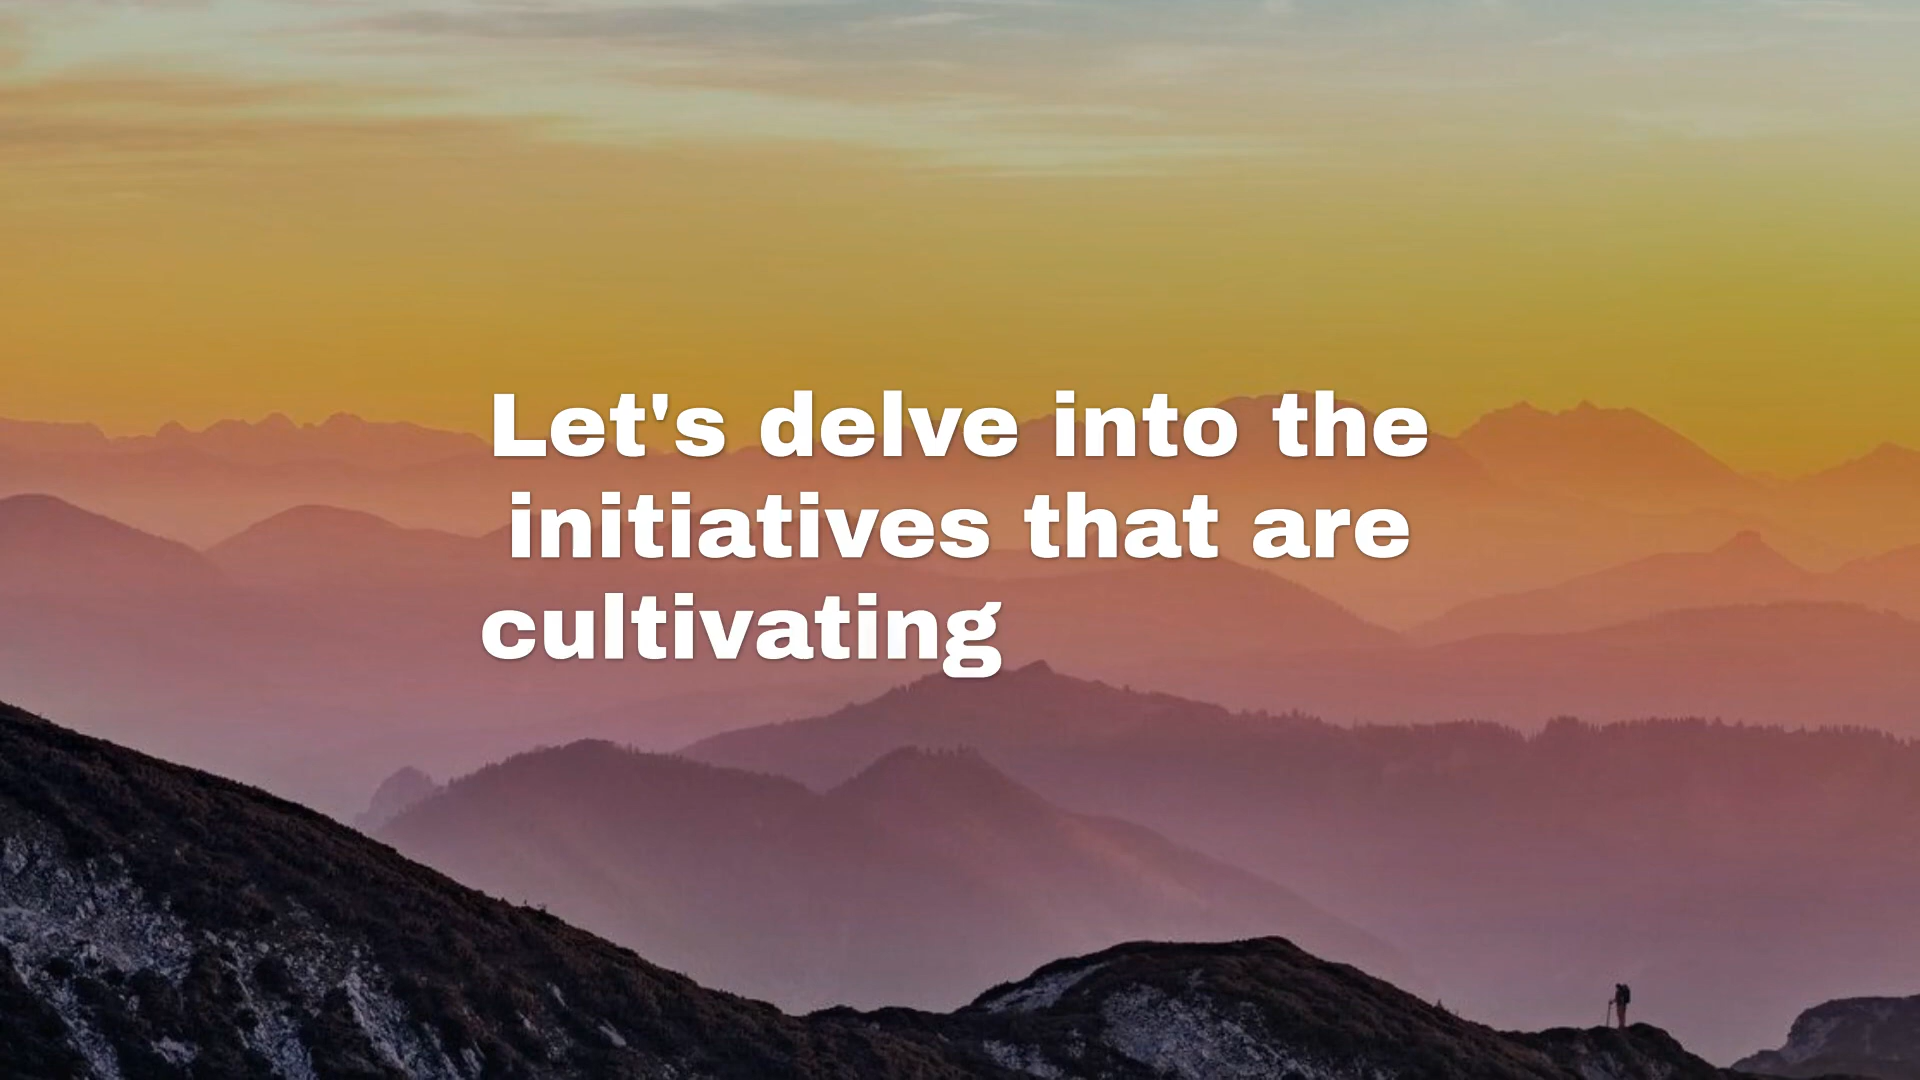 Let's delve into the
initiatives that are
cultivating